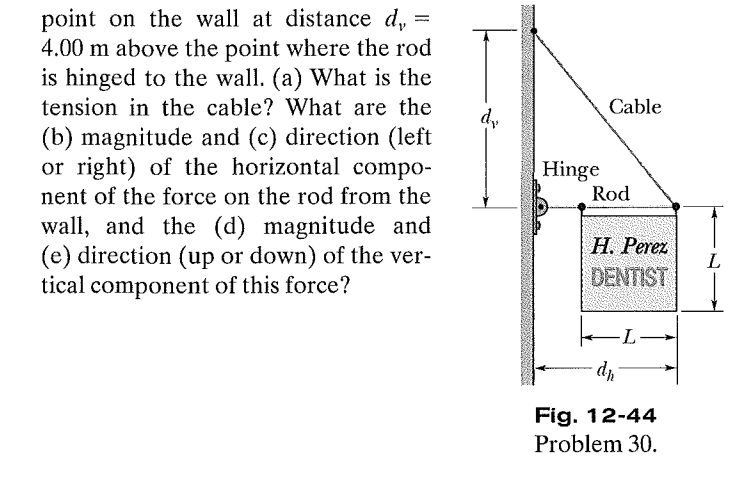 point on the wall at distance dv =
4.00 m above the point where the rod
is hinged to the wall. (a) What is the
tension in the cable? What are the
(b) magnitude and (c) direction (left
or right) of the horizontal compo-
nent of the force on the rod from the
wall, and the (d) magnitude and
(e) direction (up or down) of the ver-
tical component of this force?
dv
Cable
Hinge
Rod
H. Perez
DENTIST
L
L
dh
Fig. 12-44
Problem 30.